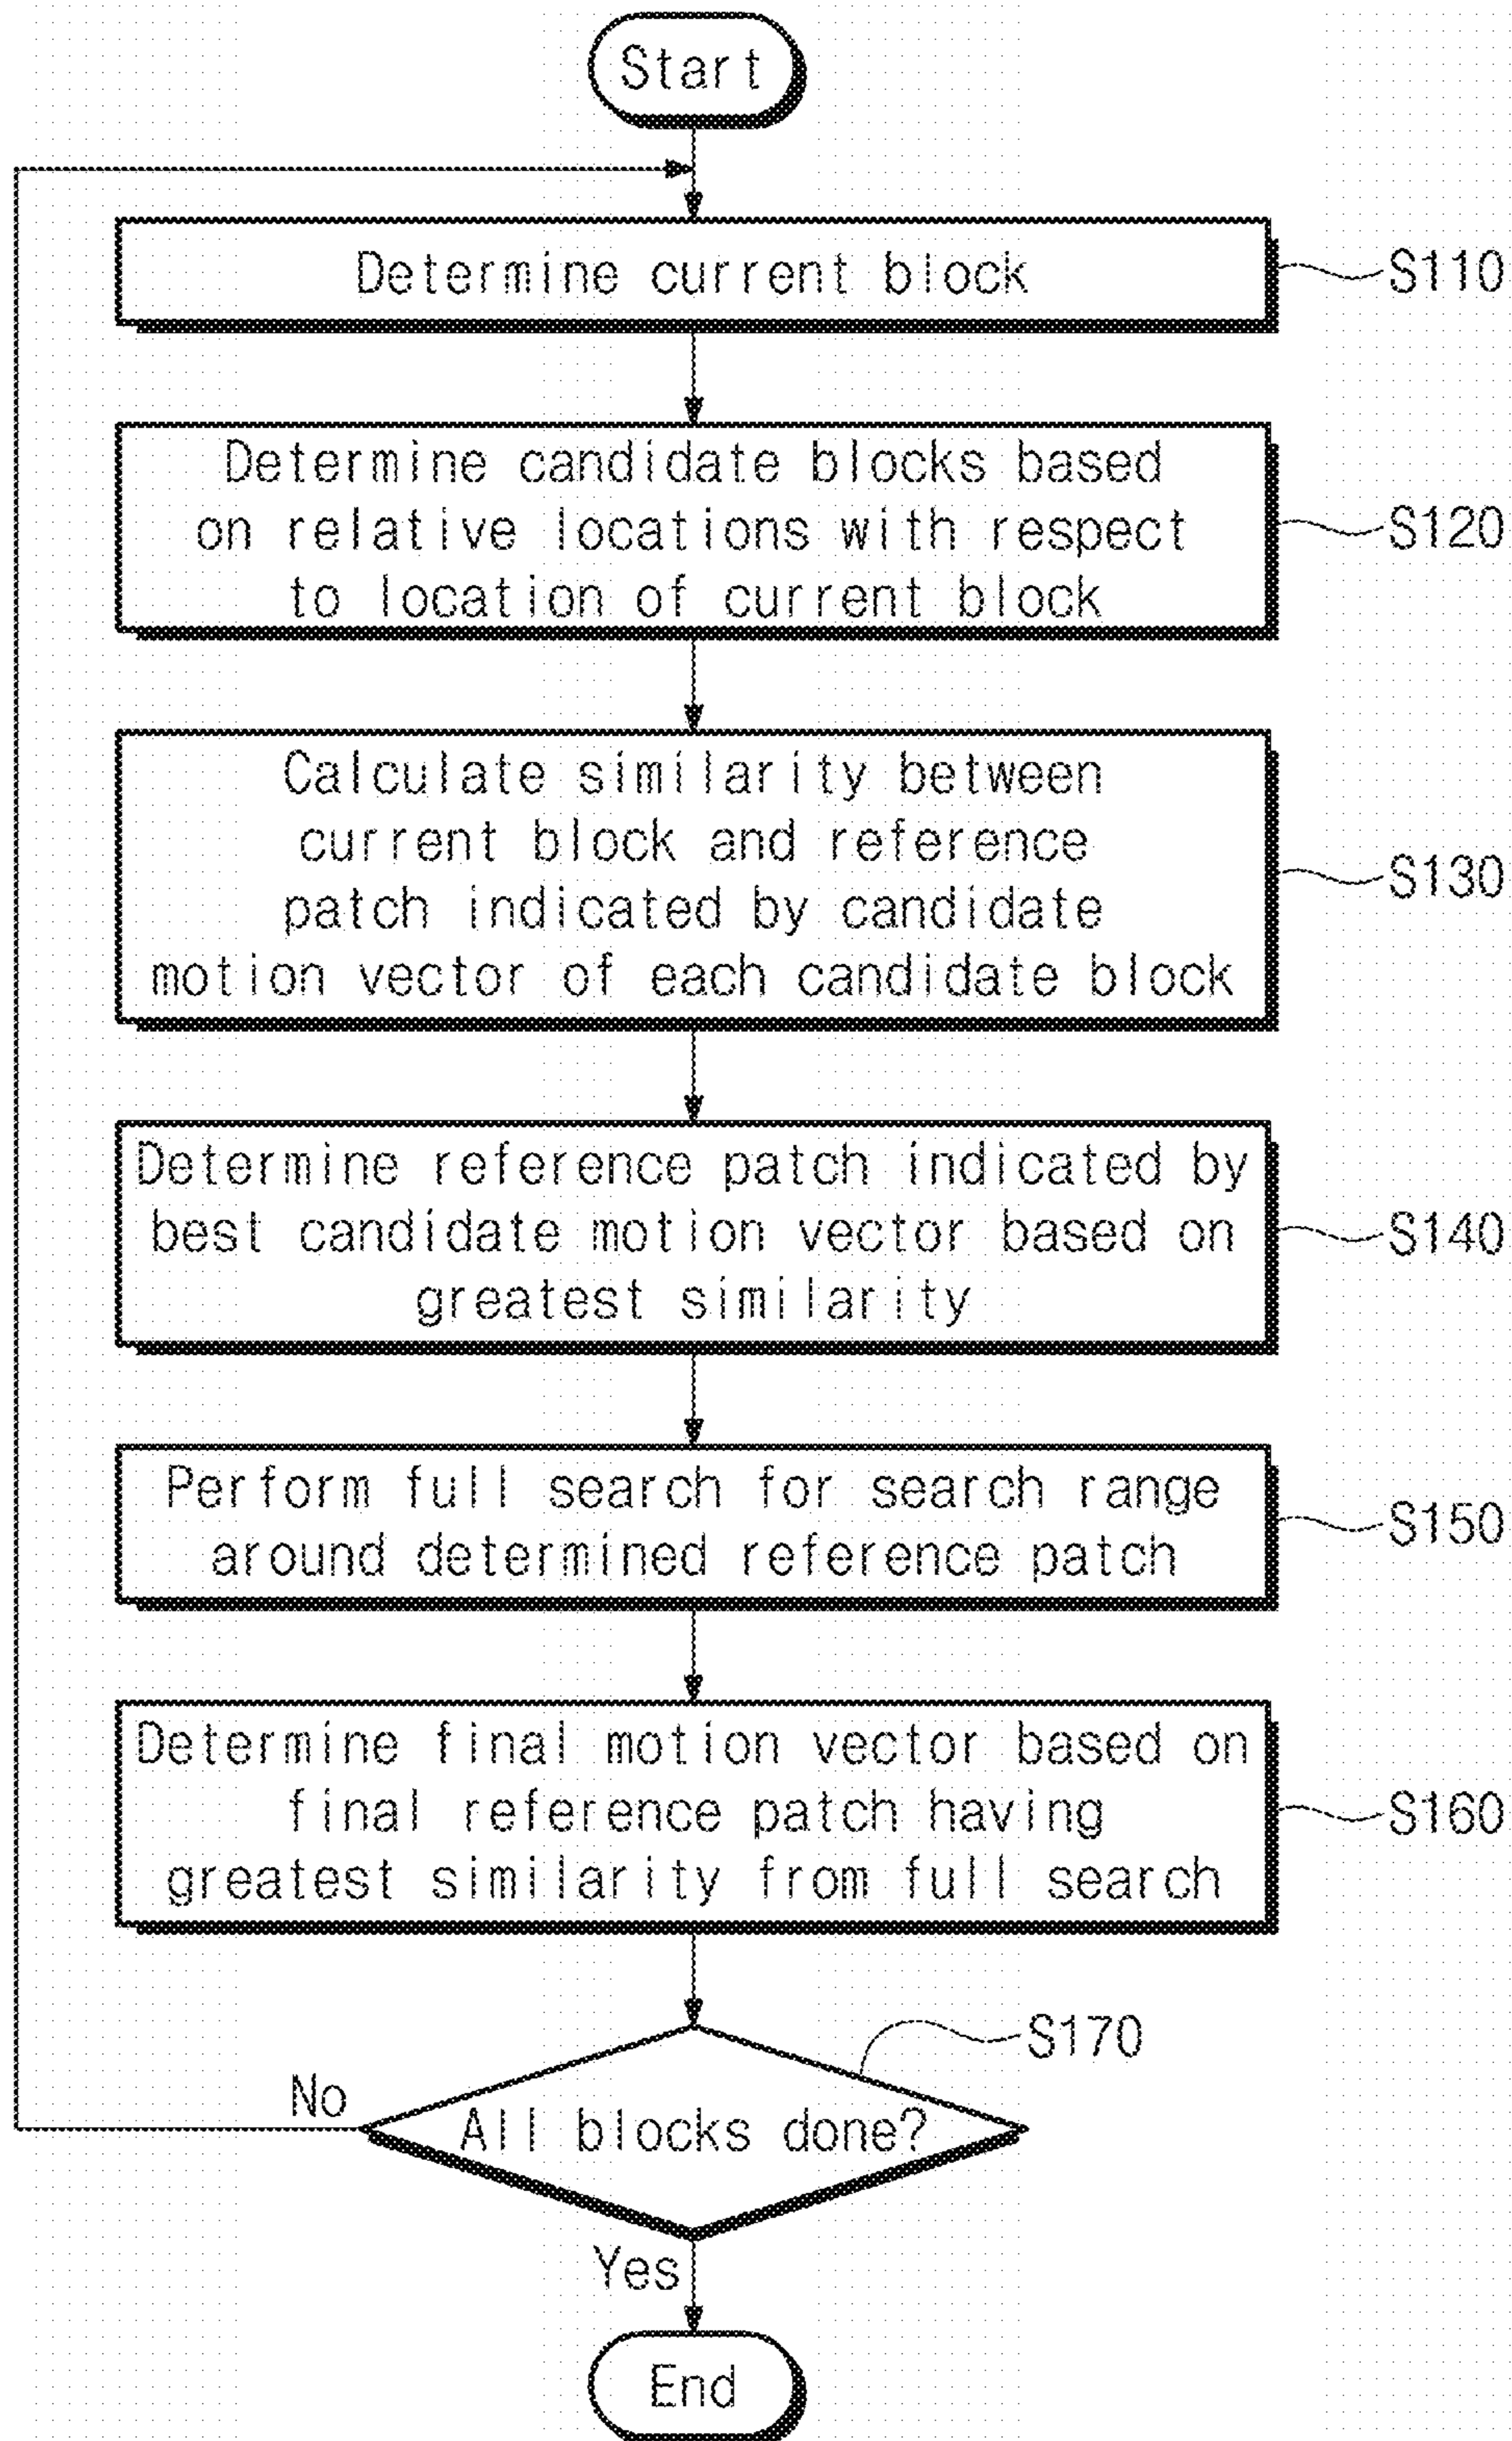 Start
Determine current block
S110
Determine candidate blocks based
on relative locations with respect
to location of current block
S120
Calculate similarity between
current block and reference
patch indicated by candidate
motion vector of each candidate block
S130
Determine reference patch indicated by
best candidate motion vector based on
greatest similarity
S140
Perform full search for search range
around determined reference patch
S150
Determine final motion vector based on
final reference patch having
greatest similarity from full search
S160
S170
No
All blocks done?
Yes
End